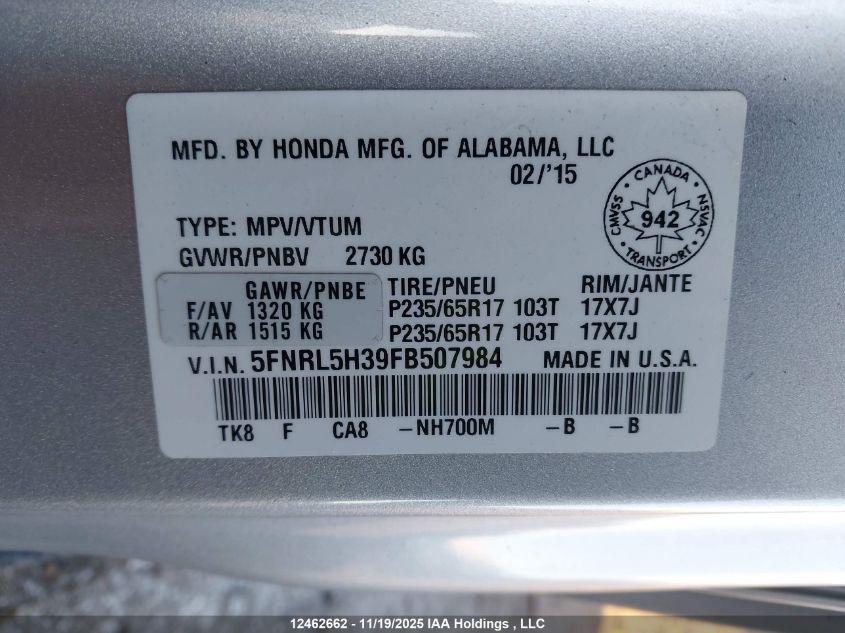 MFD. BY HONDA MFG. OF ALABAMA, LLC
02/'15
CANADA
CMVSS 942 NSVAC
TRANSPORT
TYPE: MPV/VTUM
GVWR/PNBV 2730 KG
GAWR/PNBE TIRE/PNEU RIM/JANTE
F/AV 1320 KG P235/65R17 103T 17X7J
R/AR 1515 KG P235/65R17 103T 17X7J
V.I.N. 5FNRL5H39FB507984 MADE IN U.S.A.
TK8 F CA8 -NH700M -B -B
12462662 - 11/19/2025 IAA Holdings , LLC